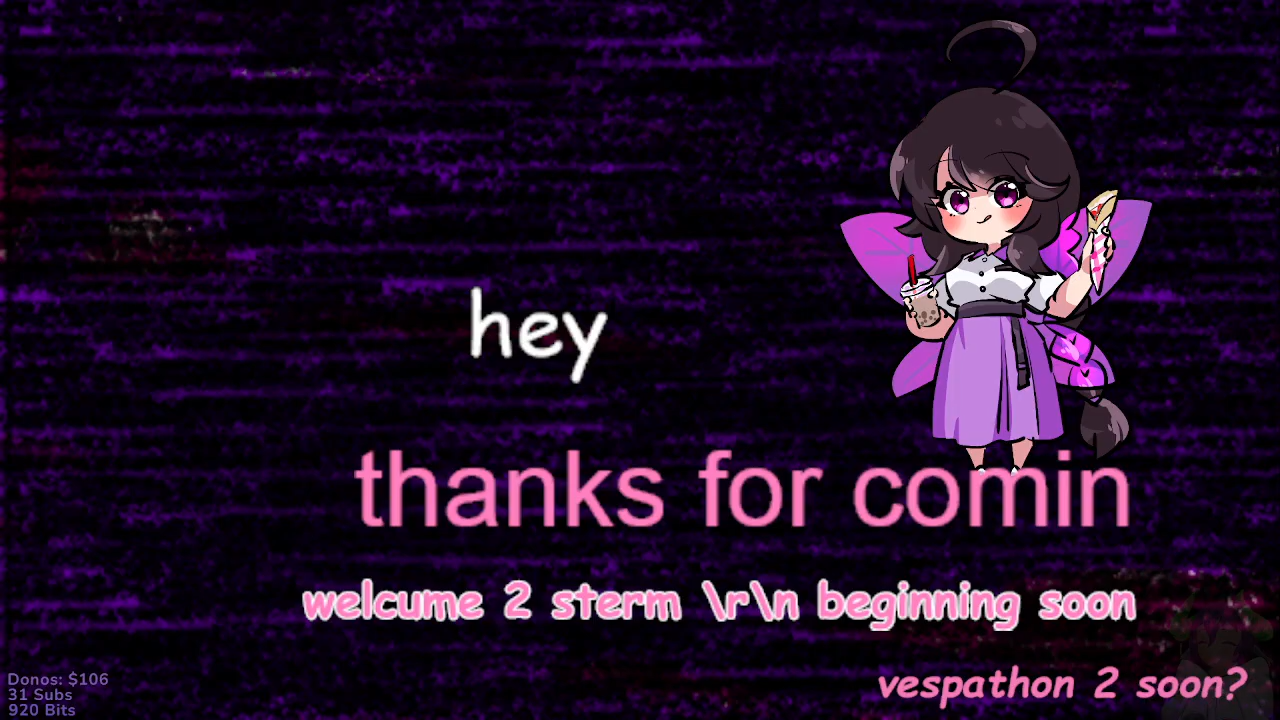 hey
thanks for comin
welcume 2 sterm \r\n beginning soon
vespathon 2 soon?
Donos: $106
31 Subs
920 Bits